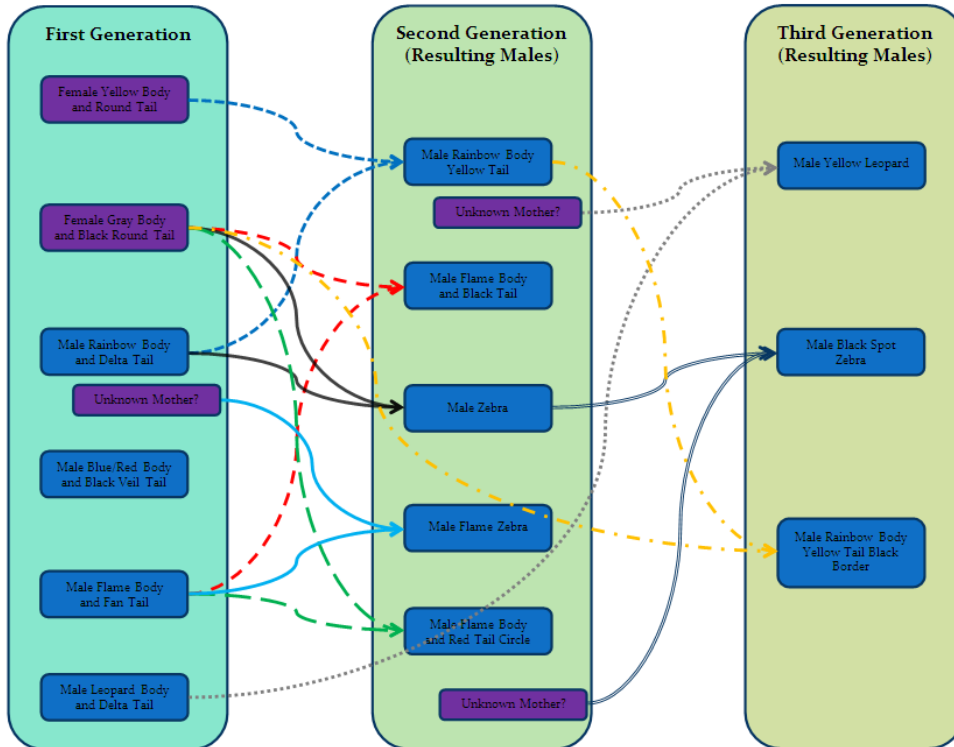 First Generation
Female Yellow Body
and Round Tail
Female Gray Body
and Black Round Tail
Male Rainbow Body
and Delta Tail
Unknown Mother?
Male Blue/Red Body
and Black Veil Tail
Male Flame Body
and Fan Tail
Male Leopard Body
and Delta Tail
Second Generation
(Resulting Males)
Male Rainbow Body
Yellow Tail
Unknown Mother?
Male Flame Body
and Black Tail
Male Zebra
Male Flame Zebra
Male Flame Body
and Red Tail Circle
Unknown Mother?
Third Generation
(Resulting Males)
Male Yellow Leopard
Male Black Spot
Zebra
Male Rainbow Body
Yellow Tail Black
Border